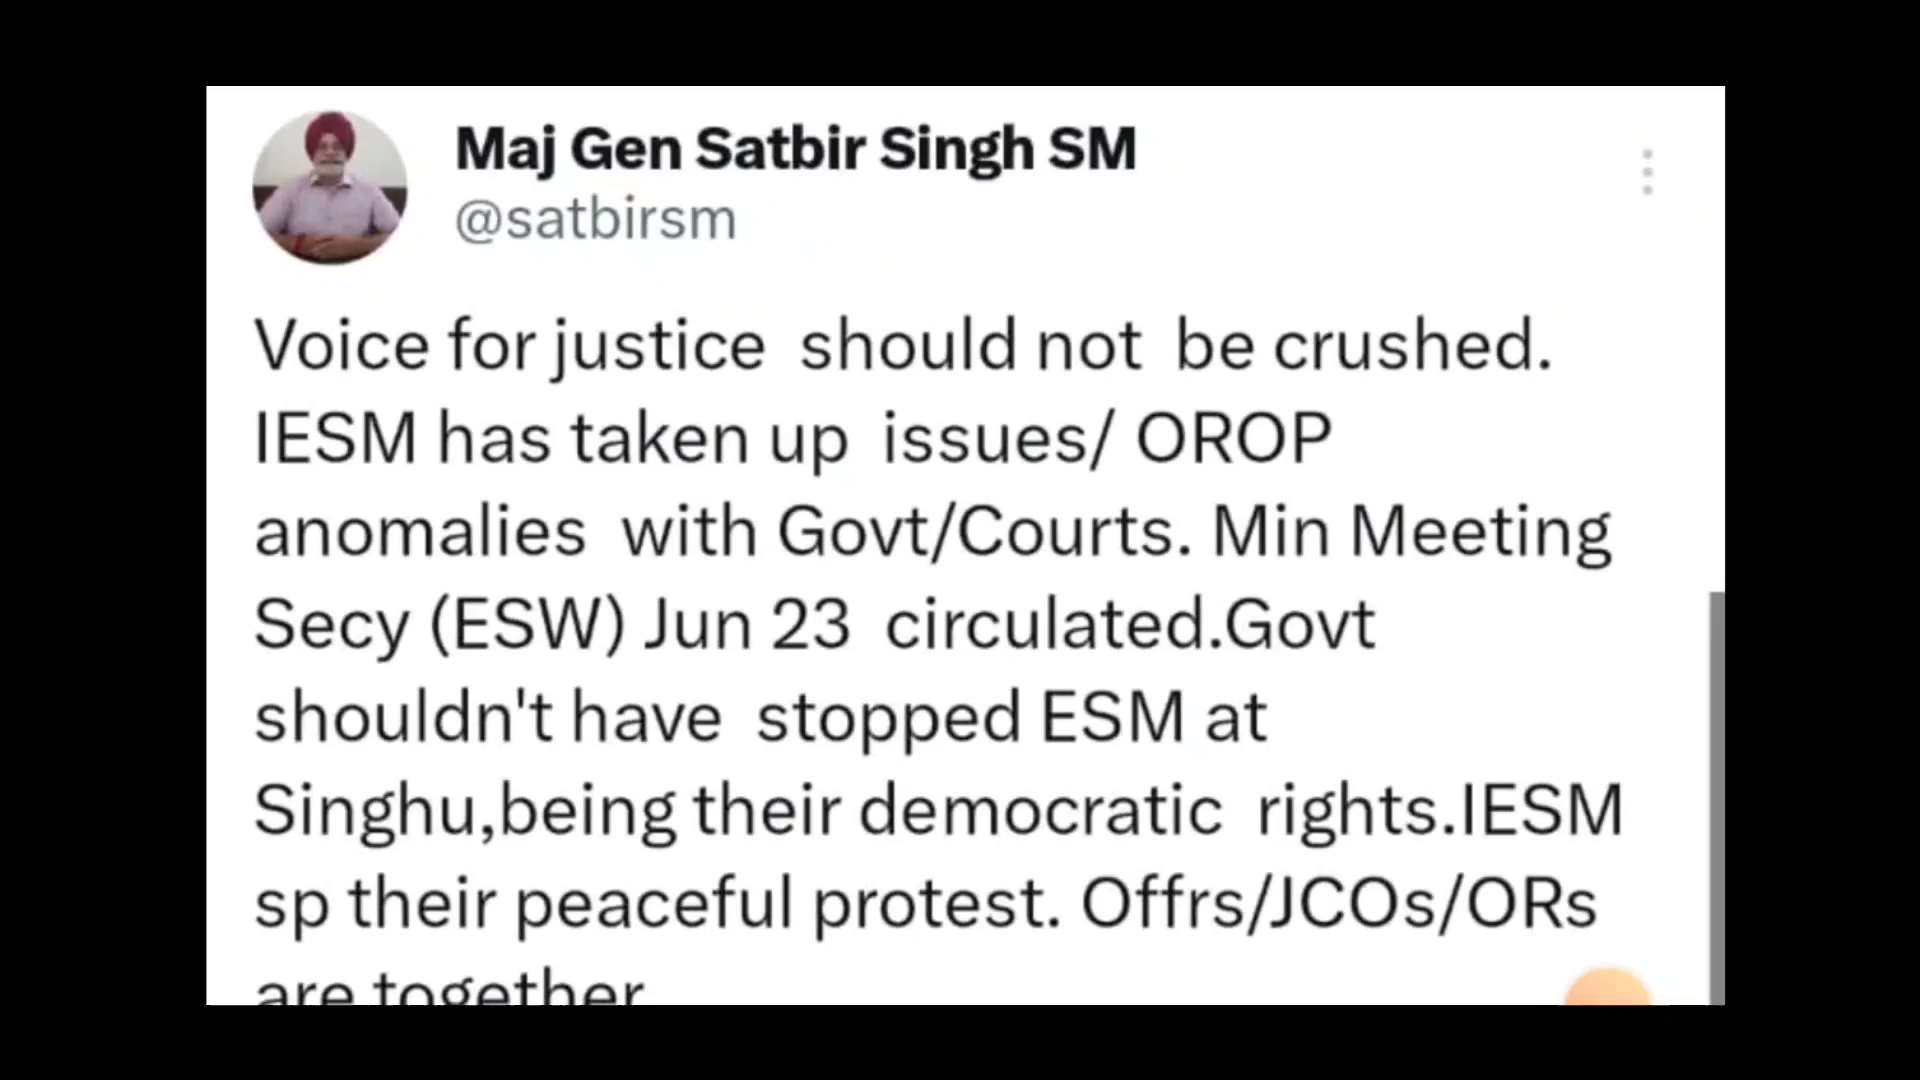 Maj Gen Satbir Singh SM
@satbirsm
Voice for justice should not be crushed.
IESM has taken up issues/ OROP
anomalies with Govt/Courts. Min Meeting
Secy (ESW) Jun 23 circulated.Govt
shouldn't have stopped ESM at
Singhu,being their democratic rights.IESM
sp their peaceful protest. Offrs/JCOs/ORs
are together